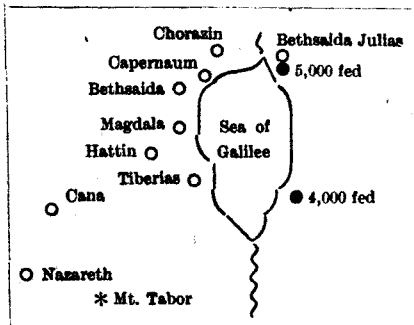 Chorazin
Bethsaida Julias
Capernaum
5,000 fed
Bethsaida
Magdala
Sea of
Galilee
Hattin
Tiberias
Cana
4,000 fed
Nazareth
* Mt. Tabor